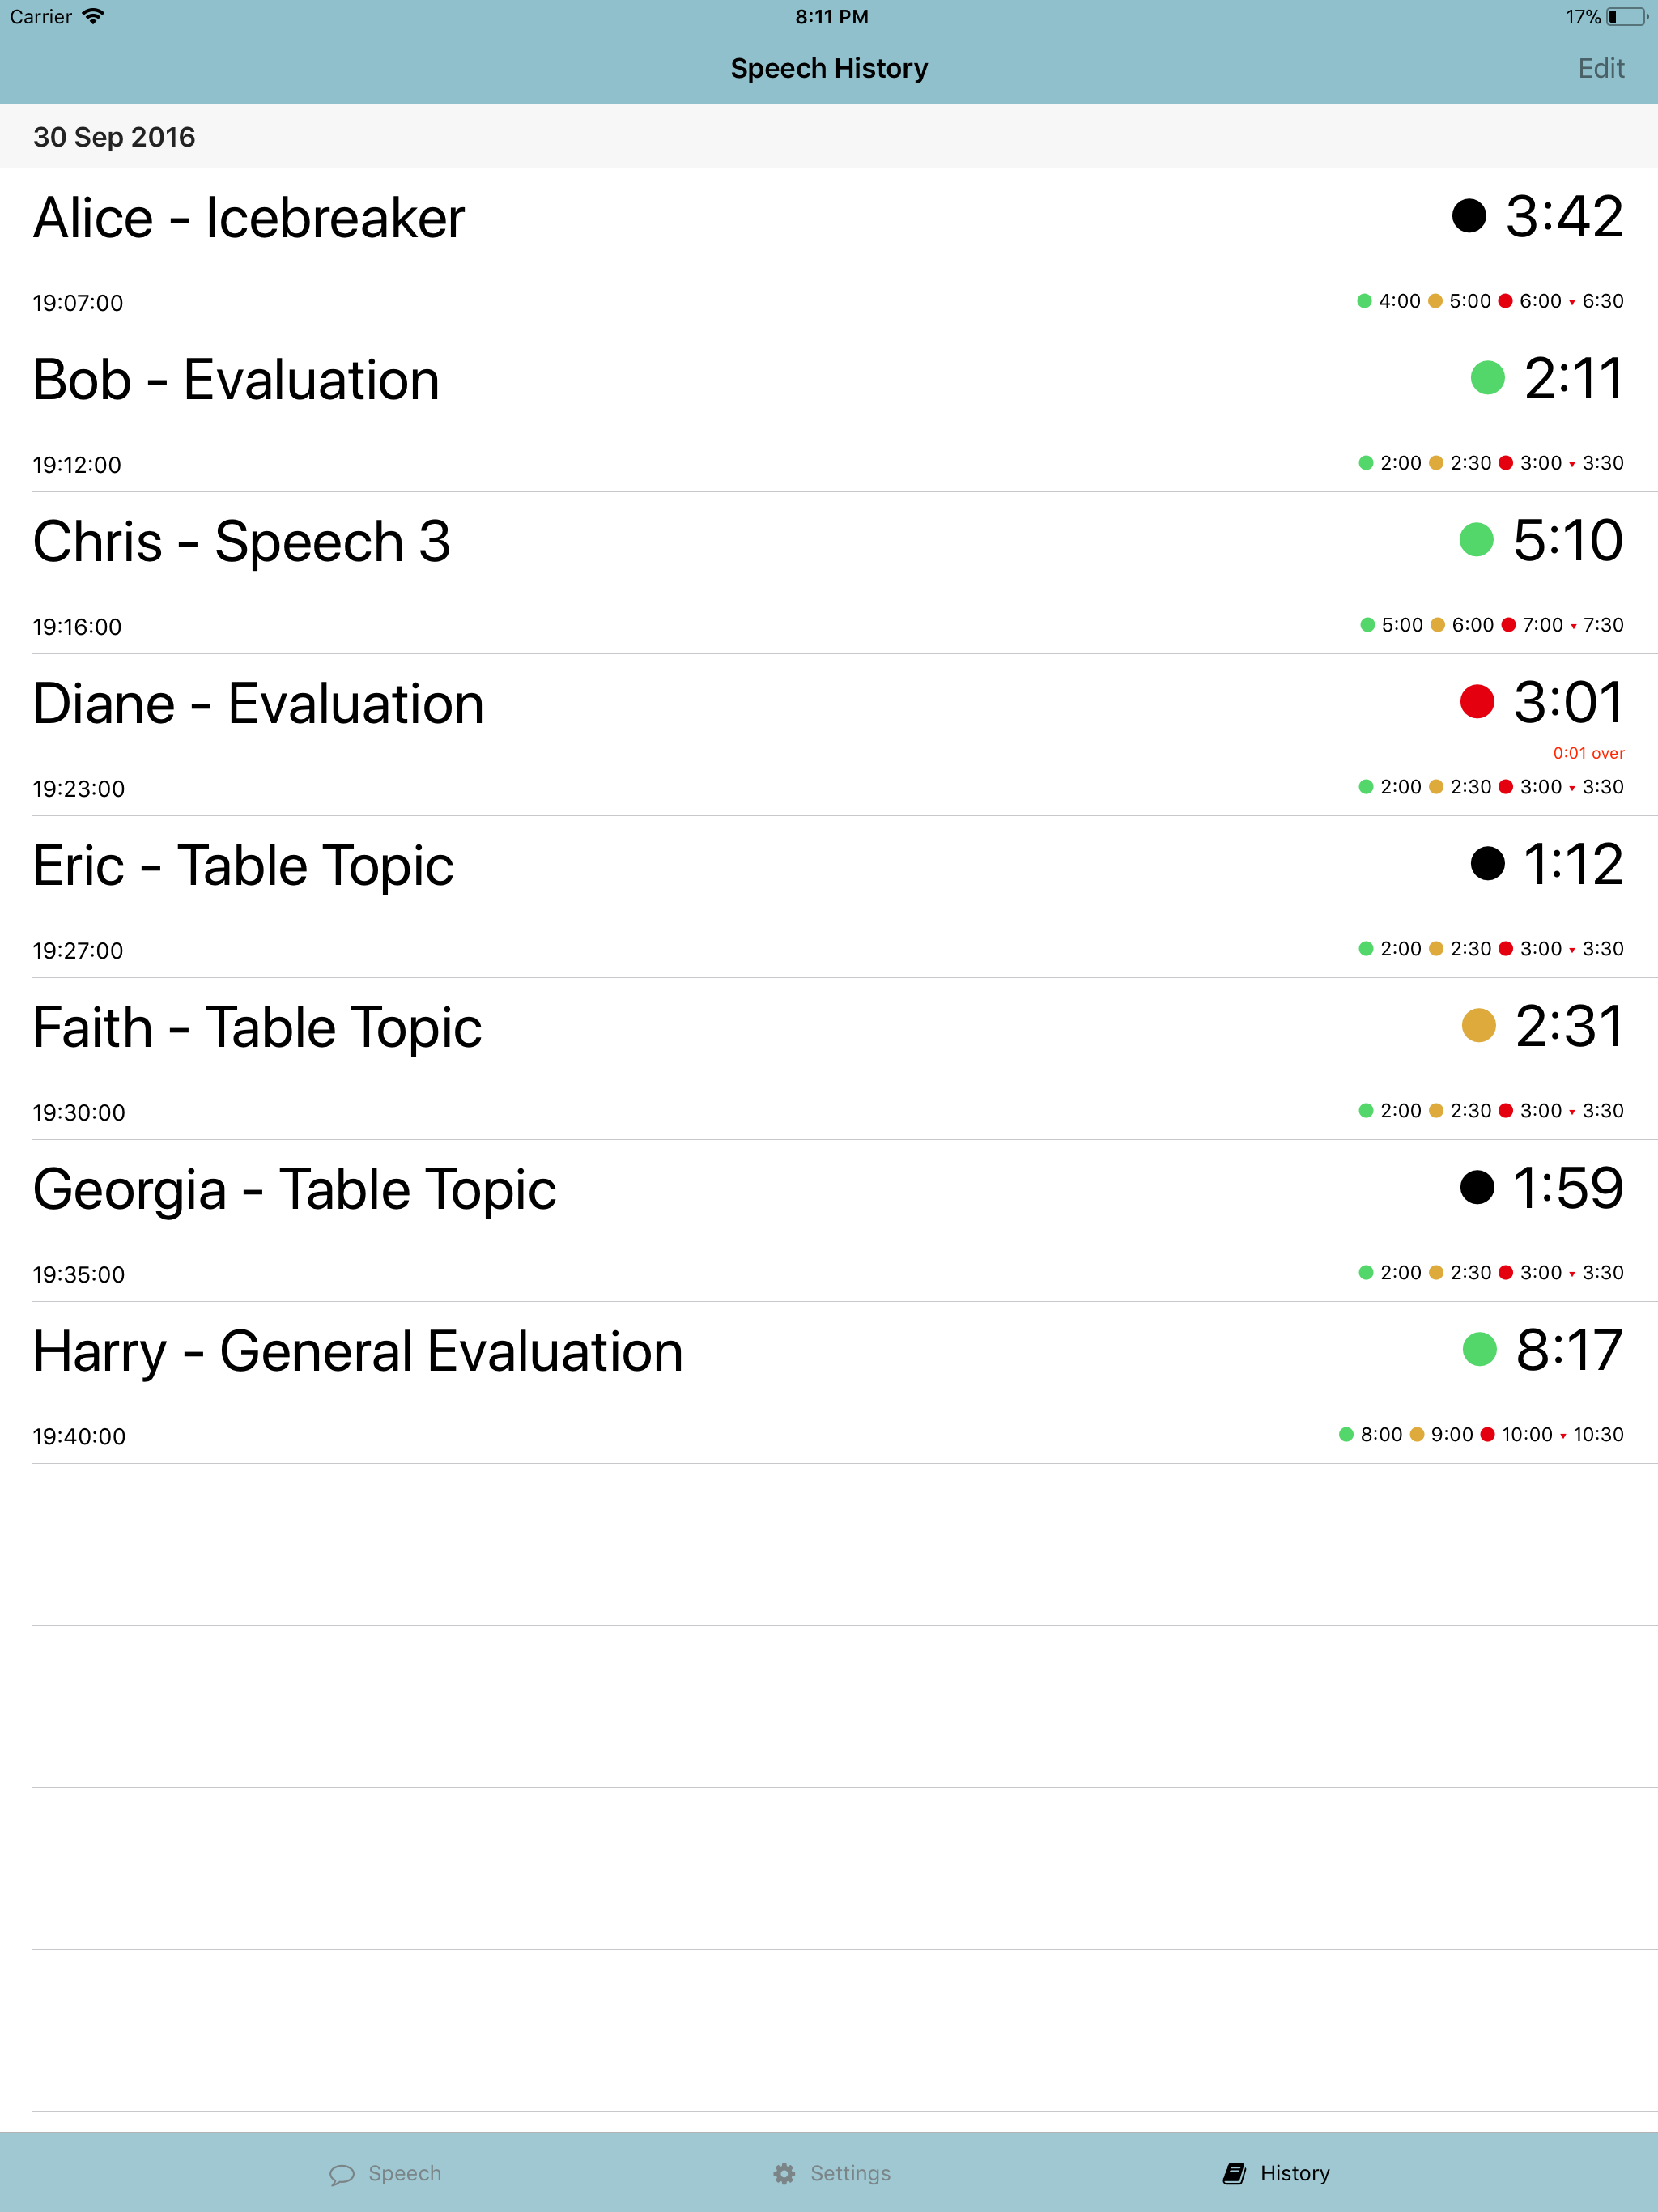 Carrier 8:11 PM 17%
Speech History Edit
30 Sep 2016
Alice - Icebreaker 3:42
19:07:00 4:00 5:00 6:00 6:30
Bob - Evaluation 2:11
19:12:00 2:00 2:30 3:00 3:30
Chris - Speech 3 5:10
19:16:00 5:00 6:00 7:00 7:30
Diane - Evaluation 3:01
0:01 over
19:23:00 2:00 2:30 3:00 3:30
Eric - Table Topic 1:12
19:27:00 2:00 2:30 3:00 3:30
Faith - Table Topic 2:31
19:30:00 2:00 2:30 3:00 3:30
Georgia - Table Topic 1:59
19:35:00 2:00 2:30 3:00 3:30
Harry - General Evaluation 8:17
19:40:00 8:00 9:00 10:00 10:30
Speech Settings History